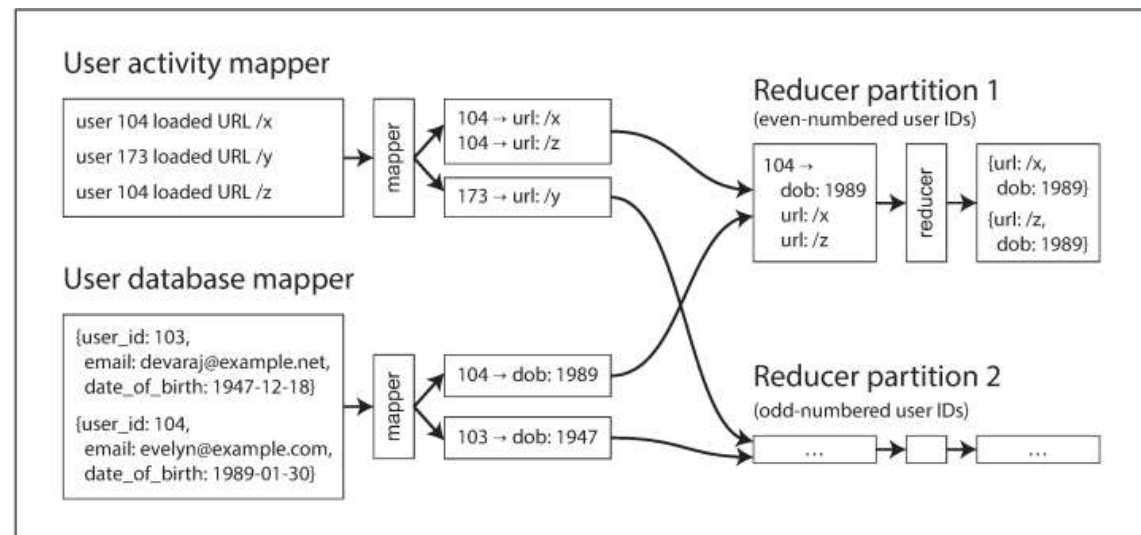 User activity mapper
user 104 loaded URL /x
user 173 loaded URL /y
user 104 loaded URL /z
mapper
104 → url: /x
104 → url: /z
173 → url: /y
User database mapper
{user_id: 103,
email: devaraj@example.net,
date_of_birth: 1947-12-18}
{user_id: 104,
email: evelyn@example.com,
date_of_birth: 1989-01-30}
mapper
104 → dob: 1989
103 → dob: 1947
Reducer partition 1
(even-numbered user IDs)
104 →
dob: 1989
url: /x
url: /z
reducer
{url: /x,
dob: 1989}
{url: /z,
dob: 1989}
Reducer partition 2
(odd-numbered user IDs)
...
...